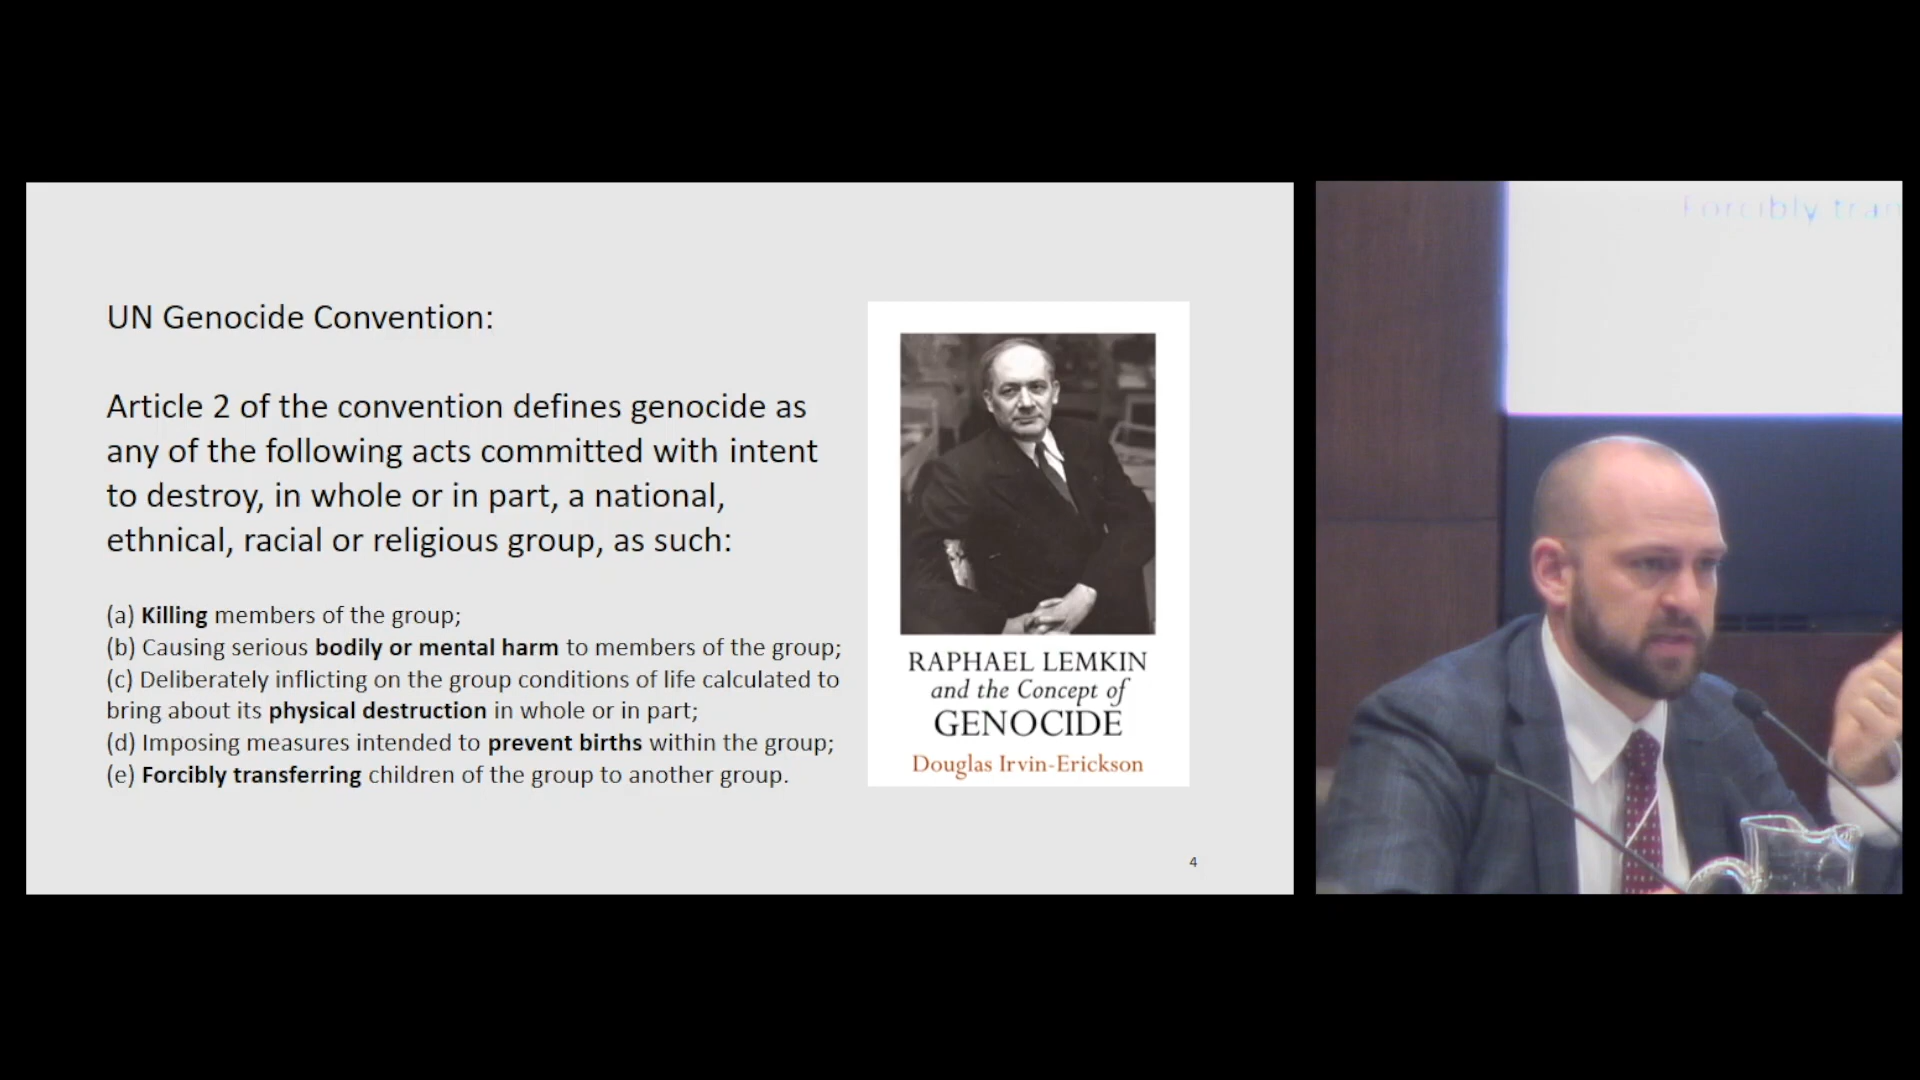 UN Genocide Convention:
Article 2 of the convention defines genocide as
any of the following acts committed with intent
to destroy, in whole or in part, a national,
ethnical, racial or religious group, as such:
(a) Killing members of the group;
(b) Causing serious bodily or mental harm to members of the group;
(c) Deliberately inflicting on the group conditions of life calculated to
bring about its physical destruction in whole or in part;
(d) Imposing measures intended to prevent births within the group;
(e) Forcibly transferring children of the group to another group.
RAPHAEL LEMKIN
and the Concept of
GENOCIDE
Douglas Irvin-Erickson
4
Forcibly tran